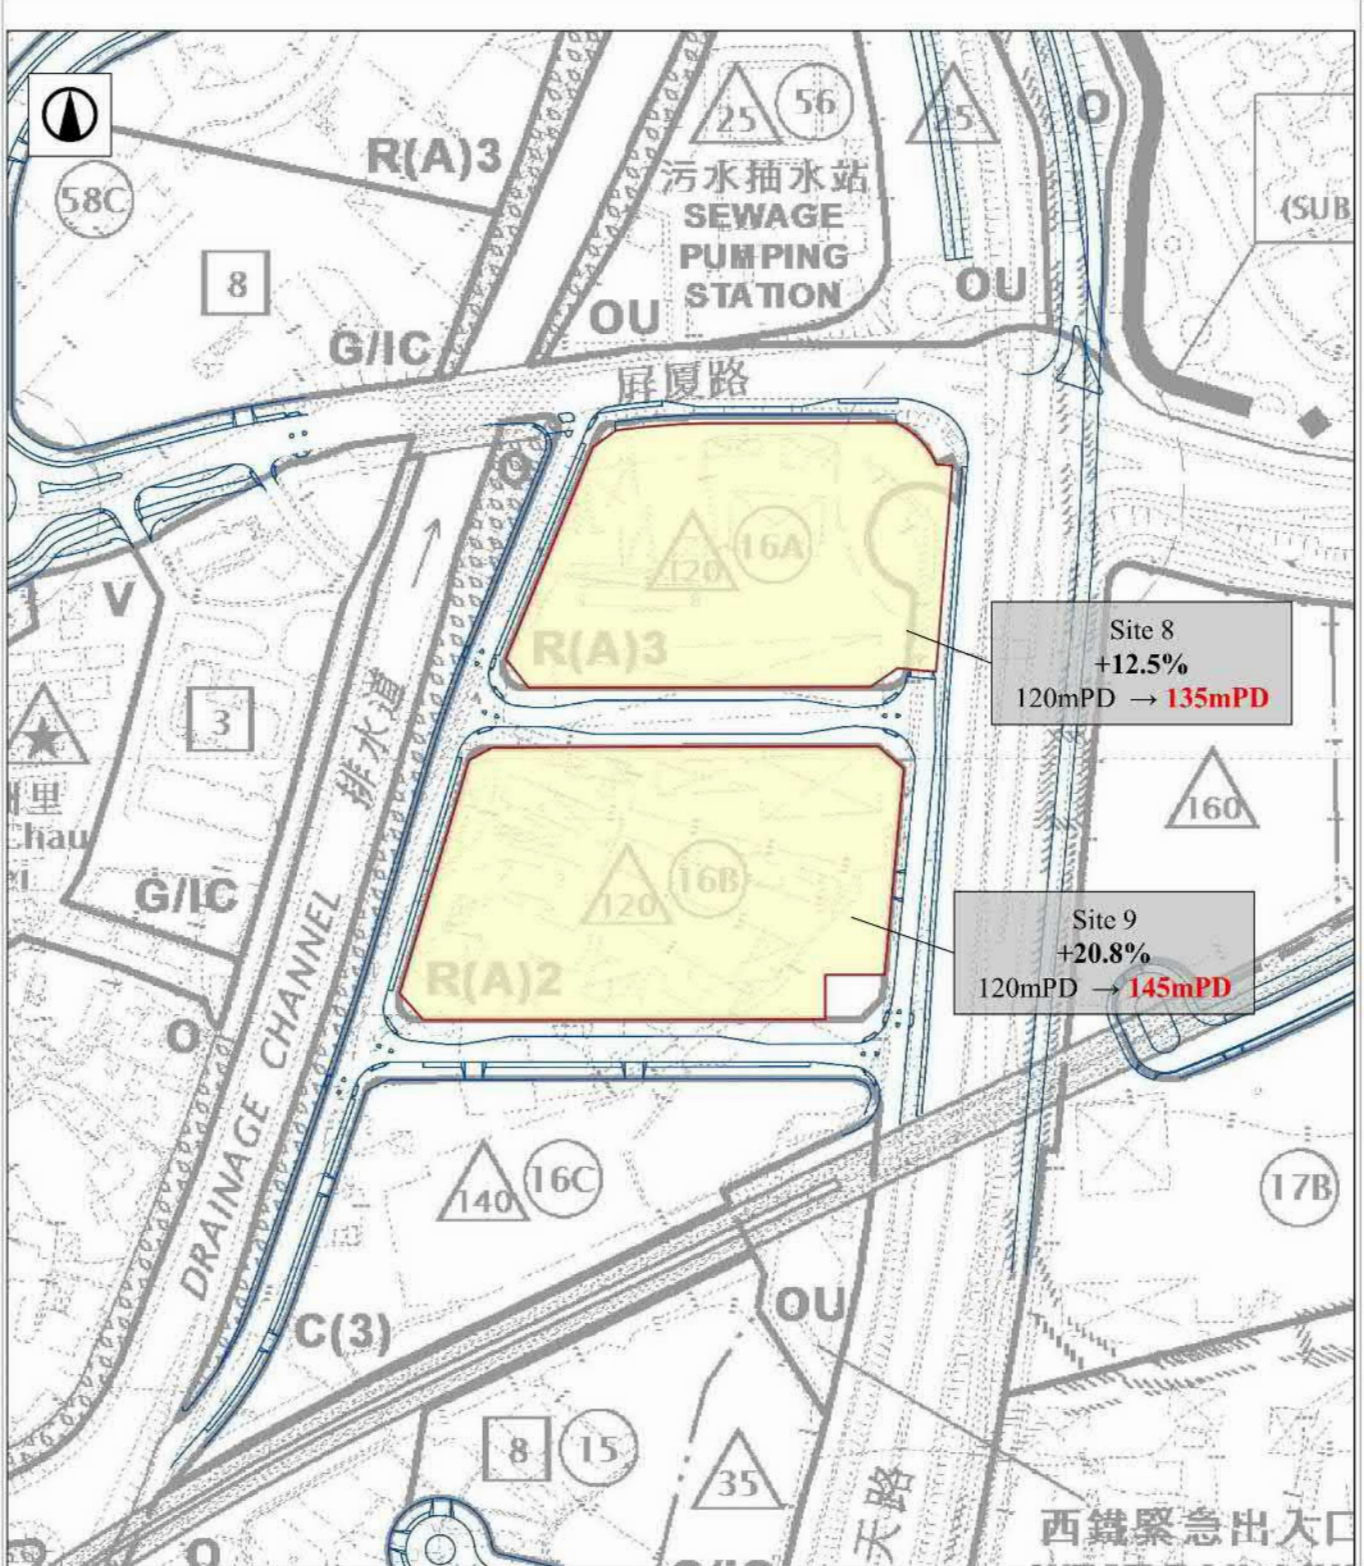 R(A)3
58C
8
G/IC
25
56
25
O
污水抽水站
SEWAGE
PUMPING
STATION
OU
OU
(SUB
屏廈路
O
120
16A
R(A)3
V
3
排水道
Chau
G/IC
O
DRAINAGE CHANNEL
Site 8
+12.5%
120mPD → 135mPD
160
120
16B
R(A)2
Site 9
+20.8%
120mPD → 145mPD
140
16C
17B
C(3)
OU
8
15
35
天路
西鐵緊急出入口
O